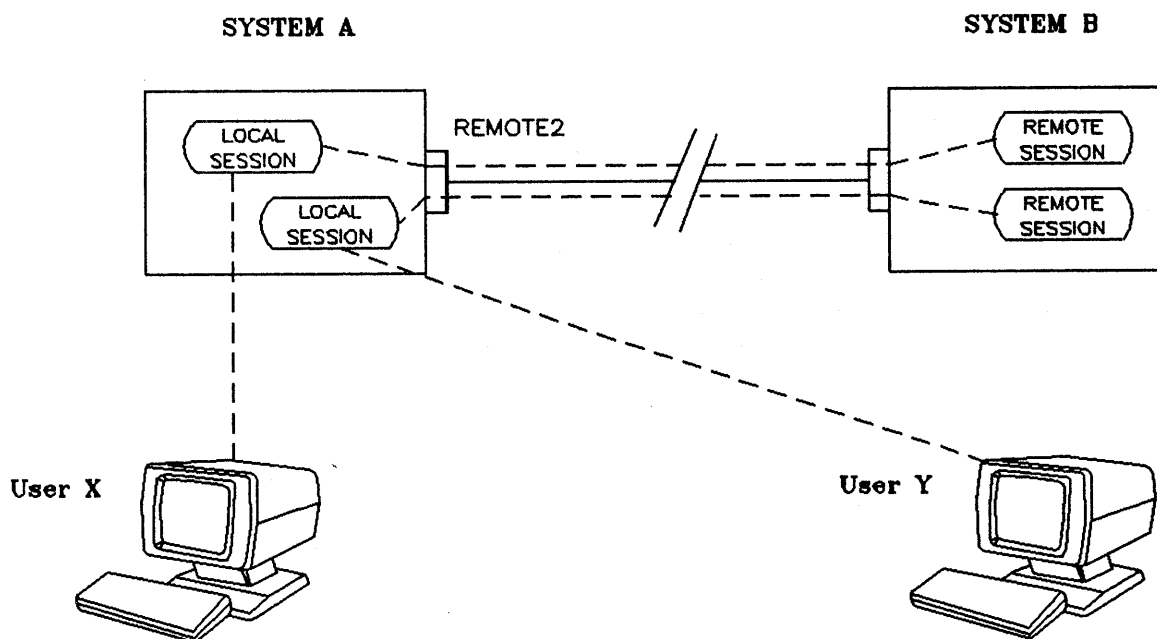 SYSTEM A
SYSTEM B
LOCAL
SESSION
REMOTE2
REMOTE
SESSION
LOCAL
SESSION
REMOTE
SESSION
User X
User Y